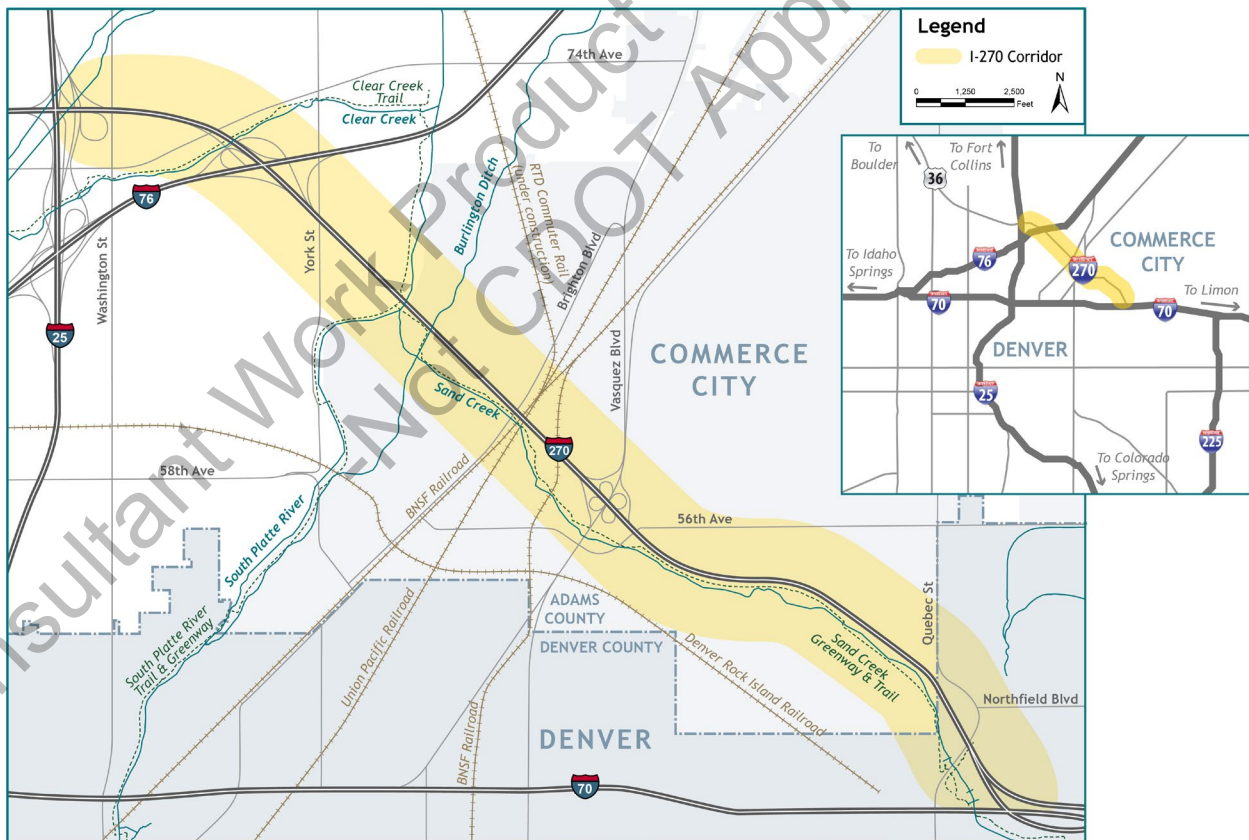 Legend
I-270 Corridor
0 1,250 2,500
Feet
N
74th Ave
Clear Creek
Trail
Clear Creek
Burlington Ditch
RTD Commuter Rail
(under construction)
Brighton Blvd
Vasquez Blvd
York St
Washington St
76
25
COMMERCE
CITY
Sand Creek
270
BNSF Railroad
58th Ave
56th Ave
South Platte River
South Platte River
Trail & Greenway
Union Pacific Railroad
BNSF Railroad
ADAMS
COUNTY
DENVER COUNTY
Denver Rock Island Railroad
Sand Creek
Greenway & Trail
Quebec St
Northfield Blvd
DENVER
70
To
Boulder
To Fort
Collins
36
COMMERCE
CITY
To Idaho
Springs
76
270
To Limon
70
70
DENVER
25
225
To Colorado
Springs
nsultant Work Product
-Not CDOT App